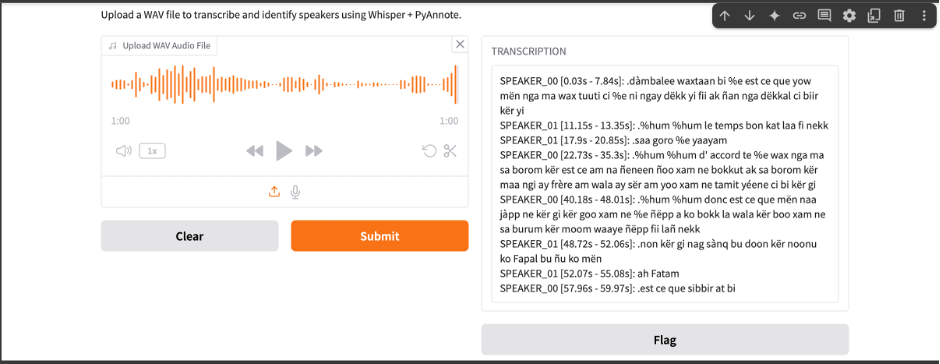 Upload a WAV file to transcribe and identify speakers using Whisper + PyAnnote.
Upload WAV Audio File
1:00
1:00
1x
Clear
Submit
TRANSCRIPTION
SPEAKER_00 [0.03s - 7.84s]: .dàmbalee waxtaan bi %e est ce que yow
mën nga ma wax tuuti ci %e ni ngay dëkk yi fii ak ñan nga dëkkal ci biir
kër yi
SPEAKER_01 [11.15s - 13.35s]: .%hum %hum le temps bon kat laa fi nekk
SPEAKER_01 [17.9s - 20.85s]: .saa goro %e yaayam
SPEAKER_00 [22.73s - 35.3s]: .%hum %hum d' accord te %e wax nga ma
sa borom kër est ce am na ñeneen ñoo xam ne bokkut ak sa borom kër
maa ngi ay frère am wala ay sër am yoo xam ne tamit yéene ci bi kër gi
SPEAKER_00 [40.18s - 48.01s]: .%hum %hum donc est ce que mën naa
jàpp ne kër gi kër goo xam ne %e ñëpp a ko bokk la wala kër boo xam ne
sa burum kër moom waaye ñëpp fii lañ nekk
SPEAKER_01 [48.72s - 52.06s]: .non kër gi nag sànq bu doon kër noonu
ko Fapal bu ñu ko mën
SPEAKER_01 [52.07s - 55.08s]: ah Fatam
SPEAKER_00 [57.96s - 59.97s]: .est ce que sibbir at bi
Flag